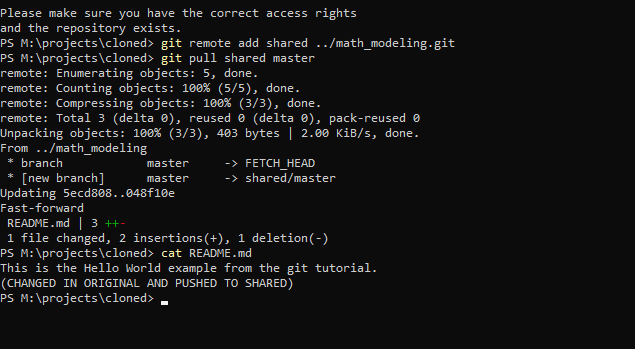 Please make sure you have the correct access rights
and the repository exists.
PS M:\projects\cloned> git remote add shared ../math_modeling.git
PS M:\projects\cloned> git pull shared master
remote: Enumerating objects: 5, done.
remote: Counting objects: 100% (5/5), done.
remote: Compressing objects: 100% (3/3), done.
remote: Total 3 (delta 0), reused 0 (delta 0), pack-reused 0
Unpacking objects: 100% (3/3), 403 bytes | 2.00 KiB/s, done.
From ../math_modeling
 * branch            master     -> FETCH_HEAD
 * [new branch]      master     -> shared/master
Updating 5ecd808..048f10e
Fast-forward
 README.md | 3 ++-
 1 file changed, 2 insertions(+), 1 deletion(-)
PS M:\projects\cloned> cat README.md
This is the Hello World example from the git tutorial.
(CHANGED IN ORIGINAL AND PUSHED TO SHARED)
PS M:\projects\cloned>